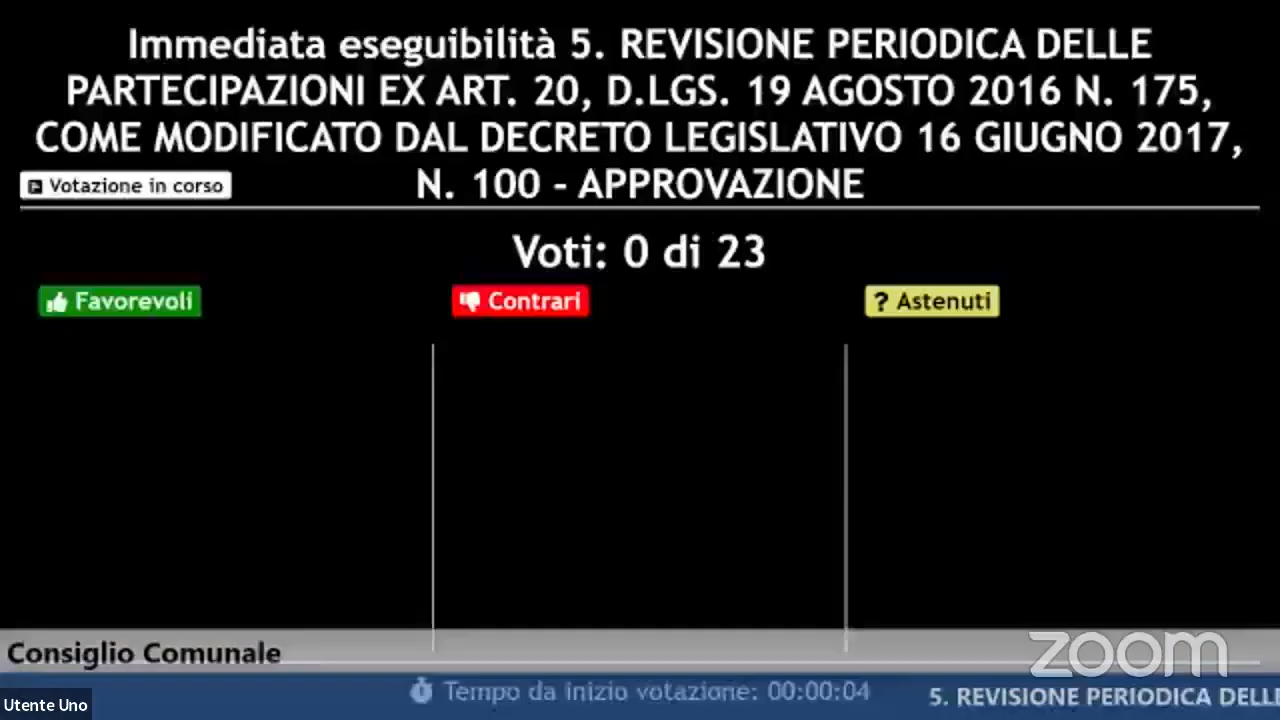 Immediata eseguibilità 5. REVISIONE PERIODICA DELLE
PARTECIPAZIONI EX ART. 20, D.LGS. 19 AGOSTO 2016 N. 175,
COME MODIFICATO DAL DECRETO LEGISLATIVO 16 GIUGNO 2017,
N. 100 - APPROVAZIONE
Votazione in corso
Voti: 0 di 23
Favorevoli
Contrari
? Astenuti
Consiglio Comunale
zoom
Tempo da inizio votazione: 00:00:04
5. REVISIONE PERIODICA DELLE
Utente Uno